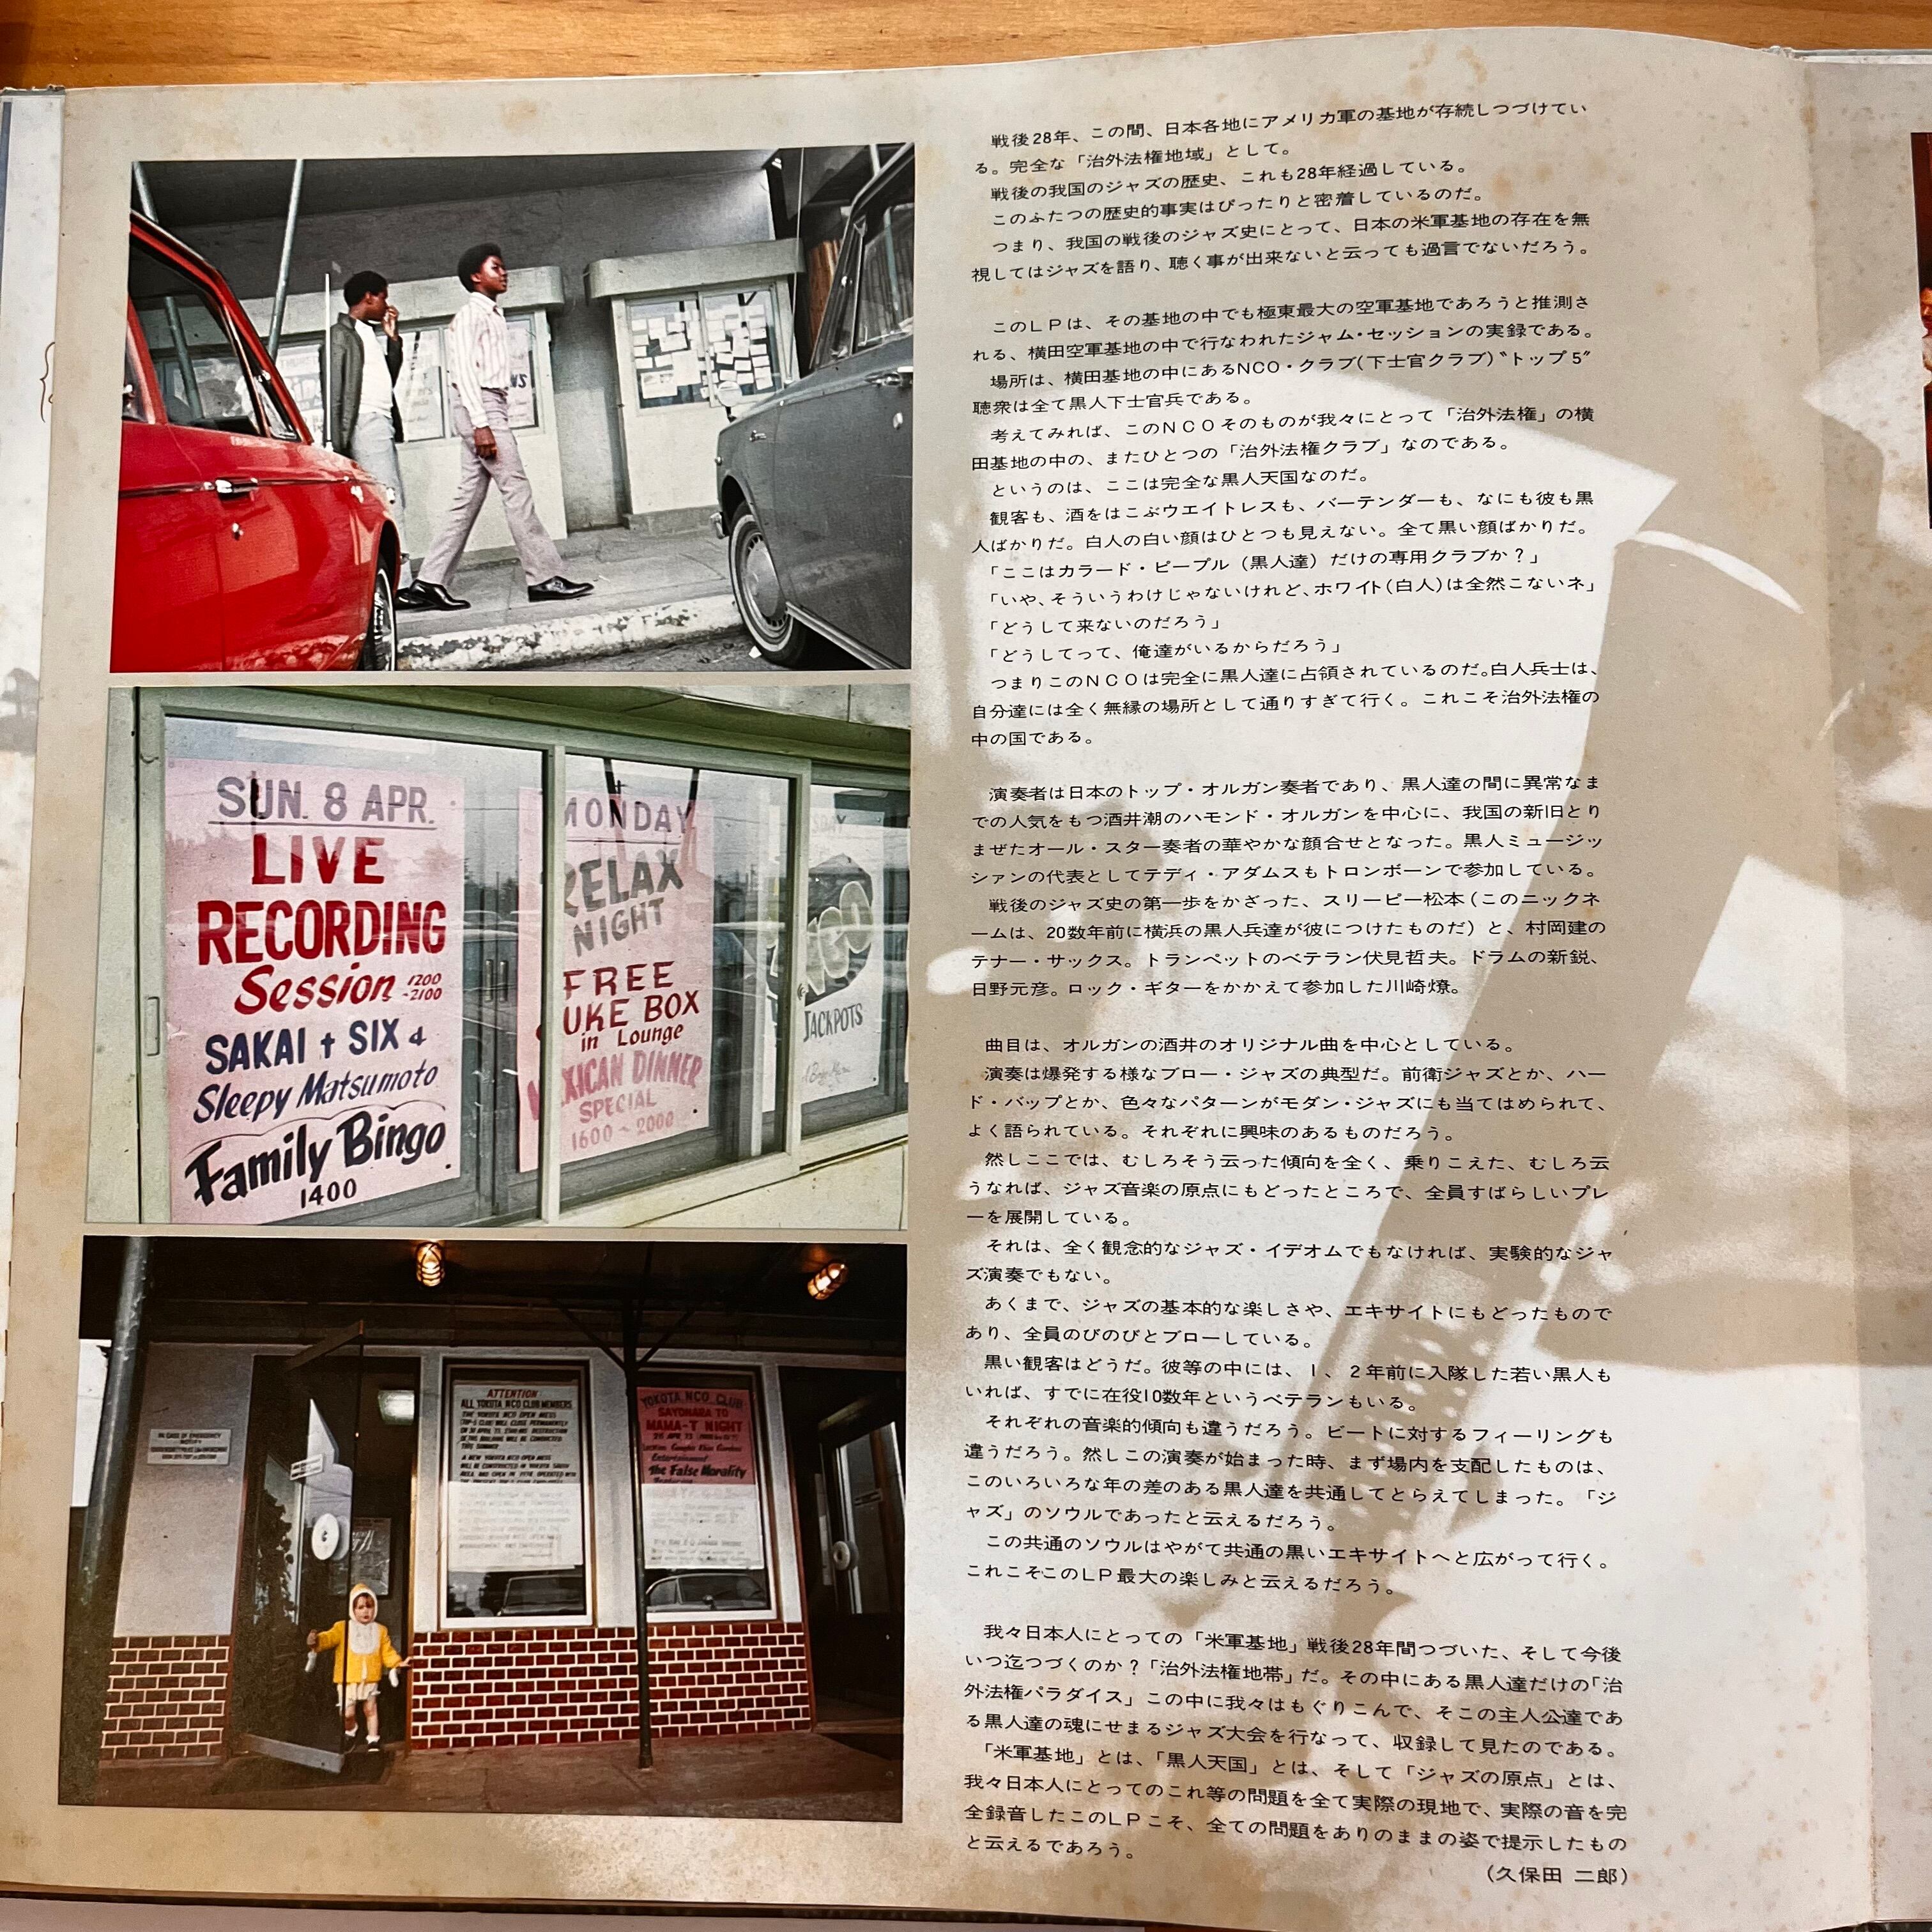 戦後28年、この間、日本各地にアメリカ軍の基地が存続しつづけてい
る。完全な「治外法権地域」として。
戦後の我国のジャズの歴史、これも28年経過している。
このふたつの歴史的事実はぴったりと密着しているのだ。
つまり、我国の戦後のジャズ史にとって、日本の米軍基地の存在を無
視してはジャズを語り、聴く事が出来ないと云っても過言でないだろう。
このＬＰは、その基地の中でも極東最大の空軍基地であろうと推測さ
れる、横田空軍基地の中で行なわれたジャム・セッションの実録である。
場所は、横田基地の中にあるNCO・クラブ(下士官クラブ)〝トップ5〞
聴衆は全て黒人下士官兵である。
考えてみれば、このＮＣＯそのものが我々にとって「治外法権」の横
田基地の中の、またひとつの「治外法権クラブ」なのである。
というのは、ここは完全な黒人天国なのだ。
観客も、酒をはこぶウエイトレスも、バーテンダーも、なにも彼も黒
人ばかりだ。白人の白い顔はひとつも見えない。全て黒い顔ばかりだ。
「ここはカラード・ピープル（黒人達）だけの専用クラブか？」
「いや、そういうわけじゃないけれど、ホワイト(白人)は全然こないネ」
「どうして来ないのだろう」
「どうしてって、俺達がいるからだろう」
つまりこのＮＣＯは完全に黒人達に占領されているのだ。白人兵士は、
自分達には全く無縁の場所として通りすぎて行く。これこそ治外法権の
中の国である。
演奏者は日本のトップ・オルガン奏者であり、黒人達の間に異常なま
での人気をもつ酒井潮のハモンド・オルガンを中心に、我国の新旧とり
まぜたオール・スター奏者の華やかな顔合せとなった。黒人ミュージッ
シァンの代表としてテディ・アダムスもトロンボーンで参加している。
戦後のジャズ史の第一歩をかざった、スリーピー松本（このニックネ
ームは、20数年前に横浜の黒人兵達が彼につけたものだ）と、村岡建の
テナー・サックス。トランペットのベテラン伏見哲夫。ドラムの新鋭、
日野元彦。ロック・ギターをかかえて参加した川崎燎。
曲目は、オルガンの酒井のオリジナル曲を中心としている。
演奏は爆発する様なブロー・ジャズの典型だ。前衛ジャズとか、ハー
ド・バップとか、色々なパターンがモダン・ジャズにも当てはめられて、
よく語られている。それぞれに興味のあるものだろう。
然しここでは、むしろそう云った傾向を全く、乗りこえた、むしろ云
うなれば、ジャズ音楽の原点にもどったところで、全員すばらしいプレ
ーを展開している。
それは、全く観念的なジャズ・イデオムでもなければ、実験的なジャ
ズ演奏でもない。
あくまで、ジャズの基本的な楽しさや、エキサイトにもどったもので
あり、全員のびのびとブローしている。
黒い観客はどうだ。彼等の中には、１、２年前に入隊した若い黒人も
いれば、すでに在役10数年というベテランもいる。
それぞれの音楽的傾向も違うだろう。ビートに対するフィーリングも
違うだろう。然しこの演奏が始まった時、まず場内を支配したものは、
このいろいろな年の差のある黒人達を共通してとらえてしまった。「ジ
ャズ」のソウルであったと云えるだろう。
この共通のソウルはやがて共通の黒いエキサイトへと広がって行く。
これこそこのＬＰ最大の楽しみと云えるだろう。
我々日本人にとっての「米軍基地」戦後28年間つづいた、そして今後
いつ迄つづくのか？「治外法権地帯」だ。その中にある黒人達だけの「治
外法権パラダイス」この中に我々はもぐりこんで、そこの主人公達であ
る黒人達の魂にせまるジャズ大会を行なって、収録して見たのである。
「米軍基地」とは、「黒人天国」とは、そして「ジャズの原点」とは、
我々日本人にとってのこれ等の問題を全て実際の現地で、実際の音を完
全録音したこのＬＰこそ、全ての問題をありのままの姿で提示したもの
と云えるであろう。
（久保田 二郎）
SUN. 8 APR.
LIVE
RECORDING
Session 1200
~2100
SAKAI + SIX
Sleepy Matsumoto
Family Bingo
1400
MONDAY
RELAX
NIGHT
FREE
JUKE BOX
in Lounge
MEXICAN DINNER
SPECIAL
1600~2000
JACKPOTS
ATTENTION
ALL YOKOTA NCO CLUB MEMBERS
THE YOKOTA NCO OPEN MESS
YOKOTA NCO CLUB
SAYONARA TO
MAMA-T NIGHT
The False Morality